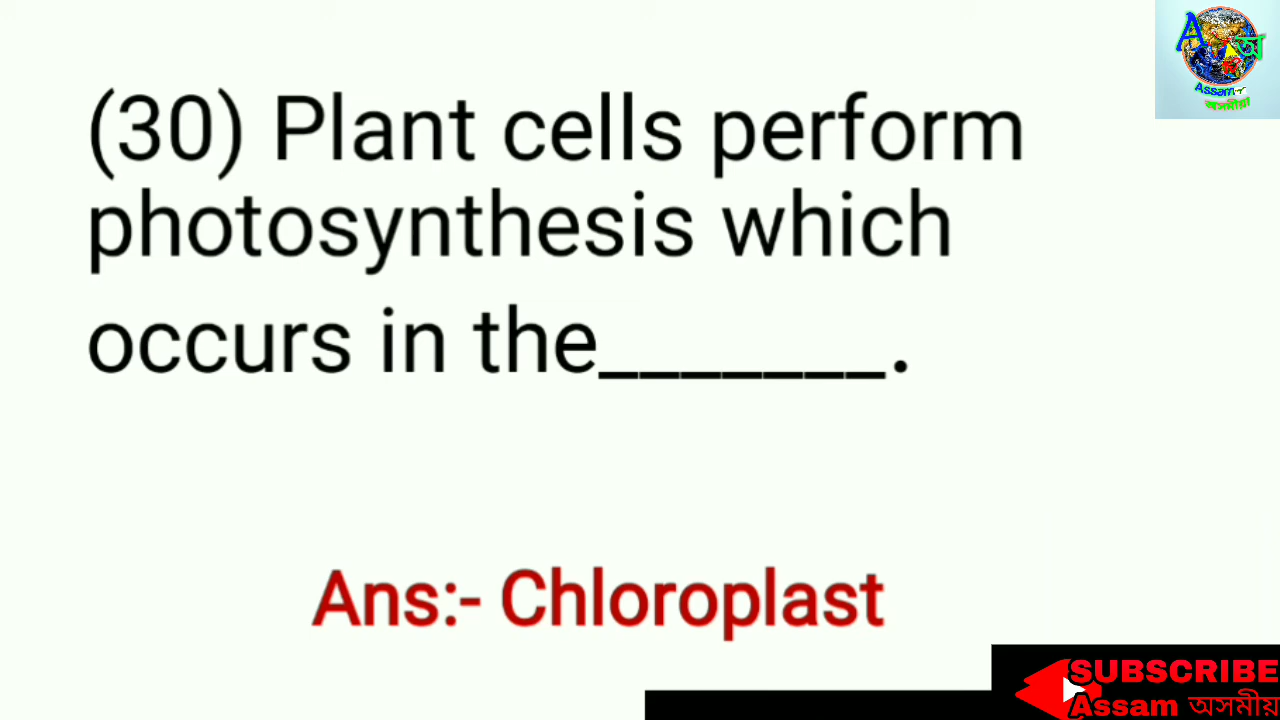 (30) Plant cells perform
photosynthesis which
occurs in the_______.
Ans:- Chloroplast
A অ
Assam
অসমীয়া
SUBSCRIBE
Assam অসমীয়